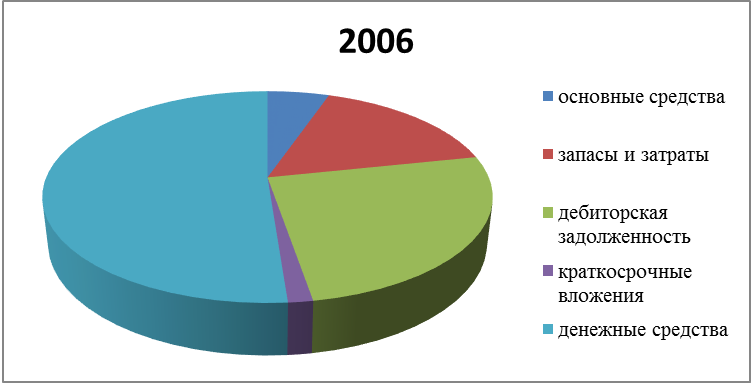 2006
основные средства
запасы и затраты
дебиторская
задолженность
краткосрочные
вложения
денежные средства